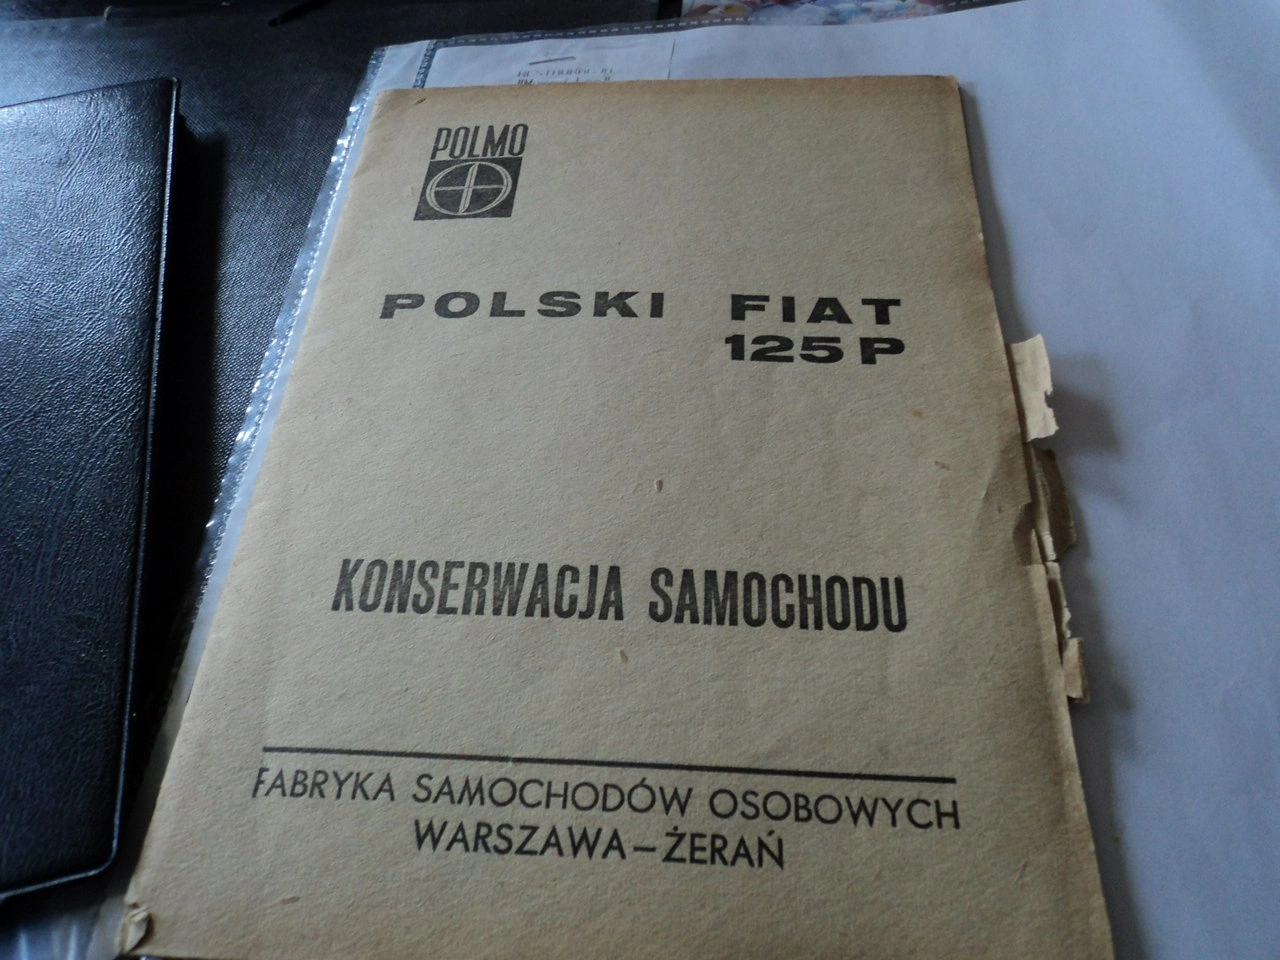 POLMO
POLSKI FIAT
125P
KONSERWACJA SAMOCHODU
FABRYKA SAMOCHODÓW OSOBOWYCH
WARSZAWA – ŻERAŃ